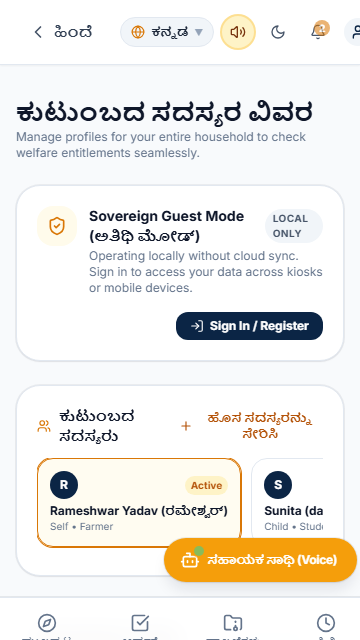 ಹಿಂದೆ
ಕನ್ನಡ ▼
ಕುಟುಂಬದ ಸದಸ್ಯರ ವಿವರ
Manage profiles for your entire household to check
welfare entitlements seamlessly.
Sovereign Guest Mode
(ಅತಿಥಿ ಮೋಡ್)
LOCAL
ONLY
Operating locally without cloud sync.
Sign in to access your data across kiosks
or mobile devices.
Sign In / Register
ಕುಟುಂಬದ
ಸದಸ್ಯರು
+ ಹೊಸ ಸದಸ್ಯರನ್ನು
ಸೇರಿಸಿ
R
Active
Rameshwar Yadav (ರಮೇಶ್ವರ್)
Self • Farmer
S
Sunita (da
Child • Stude
ಸಹಾಯಕ ಸಾಥಿ (Voice)